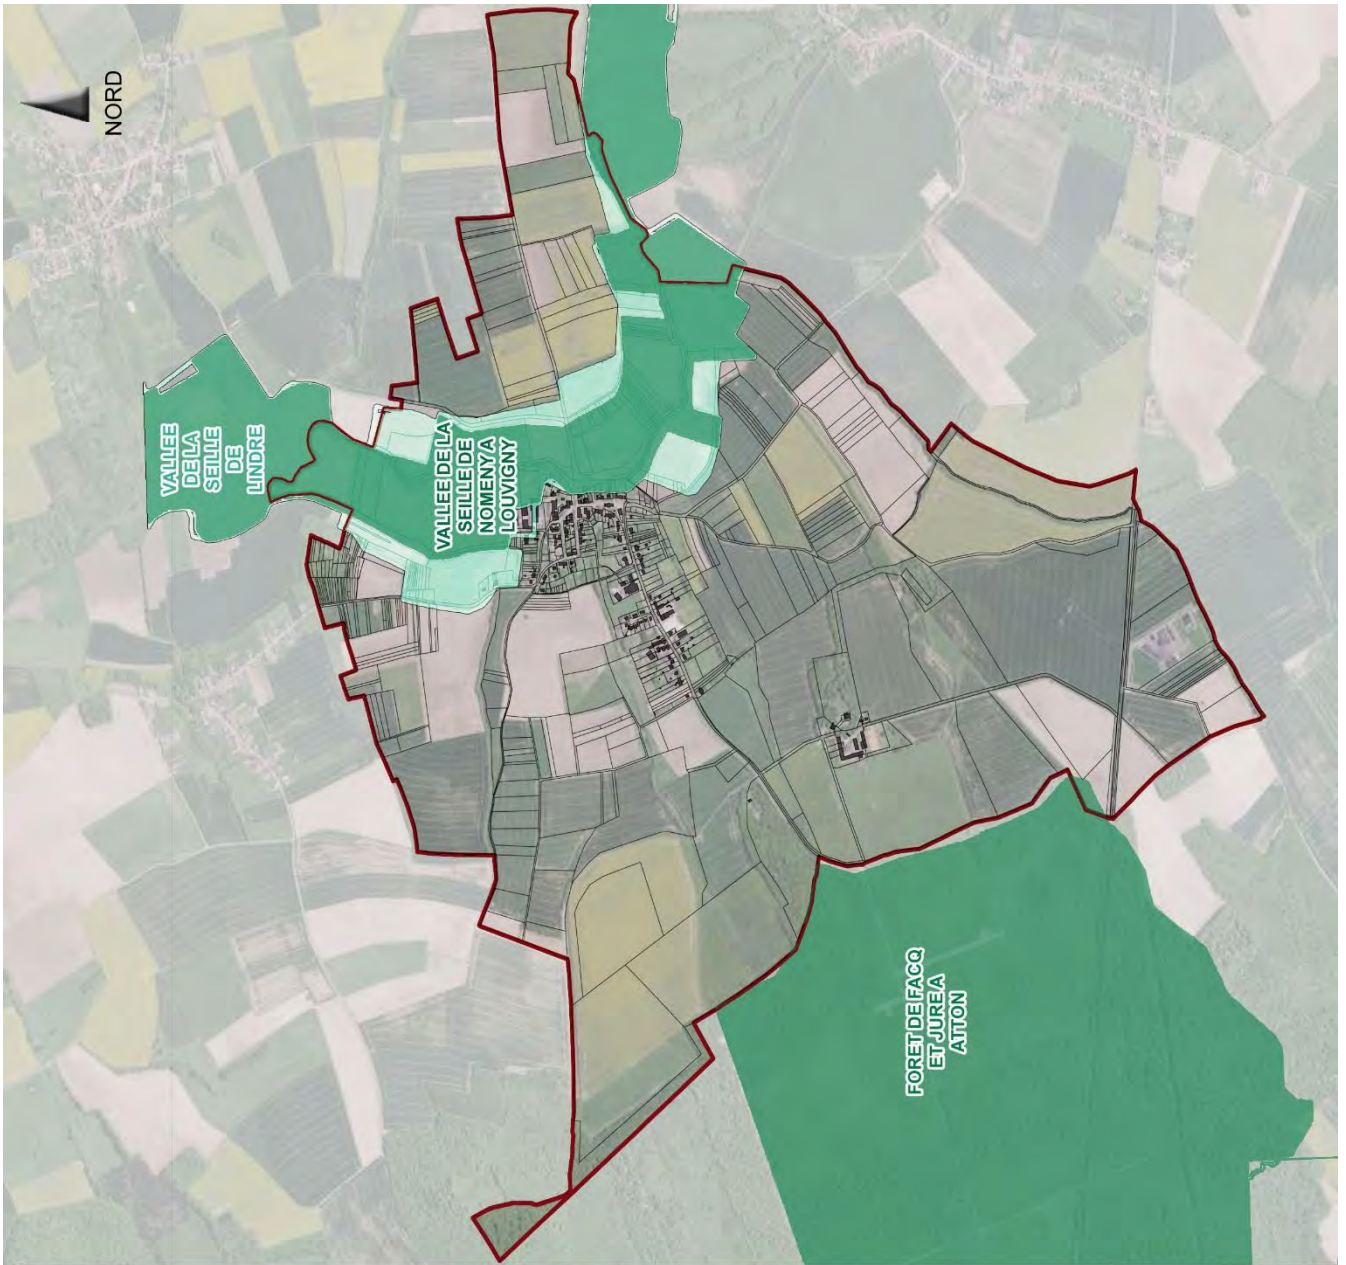 NORD
VALLEE
DE LA
SEILLE
DE
LINDRE
VALLEE DE LA
SEILLE DE
NOMENY A
LOUVIGNY
FORET DE FACQ
ET JURE A
ATTON